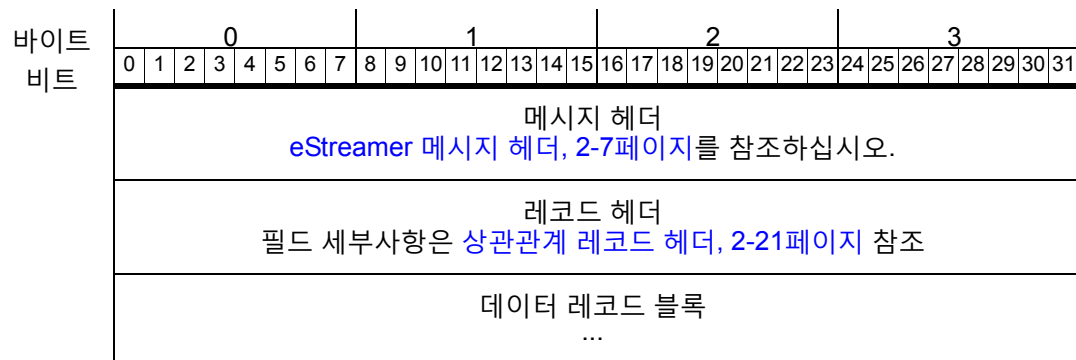 바이트 0 1 2 3
비트 0 1 2 3 4 5 6 7 8 9 10 11 12 13 14 15 16 17 18 19 20 21 22 23 24 25 26 27 28 29 30 31
메시지 헤더
eStreamer 메시지 헤더, 2-7페이지를 참조하십시오.
레코드 헤더
필드 세부사항은 상관관계 레코드 헤더, 2-21페이지 참조
데이터 레코드 블록
...